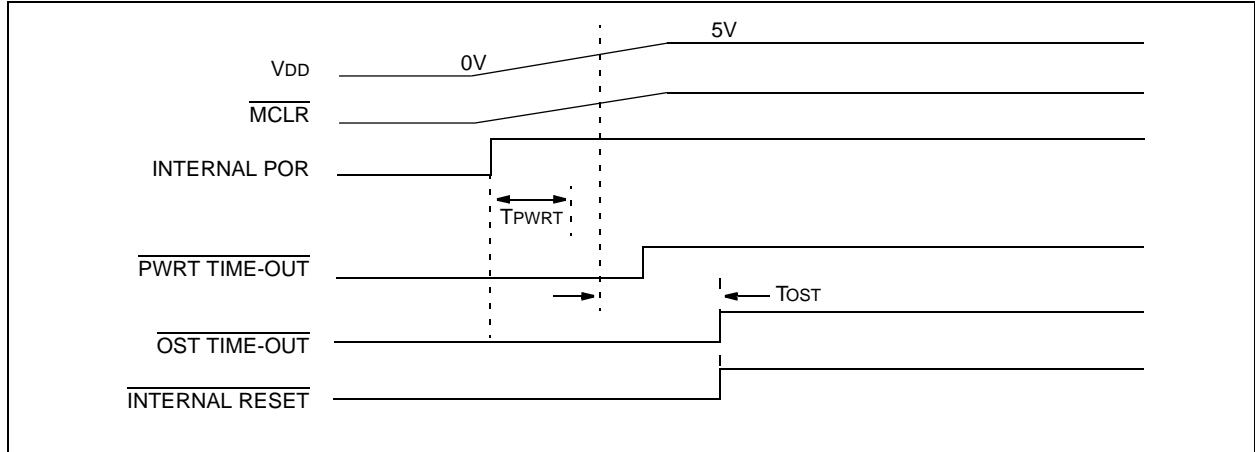 5V
0V
VDD
MCLR
INTERNAL POR
TPWRT
PWRT TIME-OUT
TOST
OST TIME-OUT
INTERNAL RESET